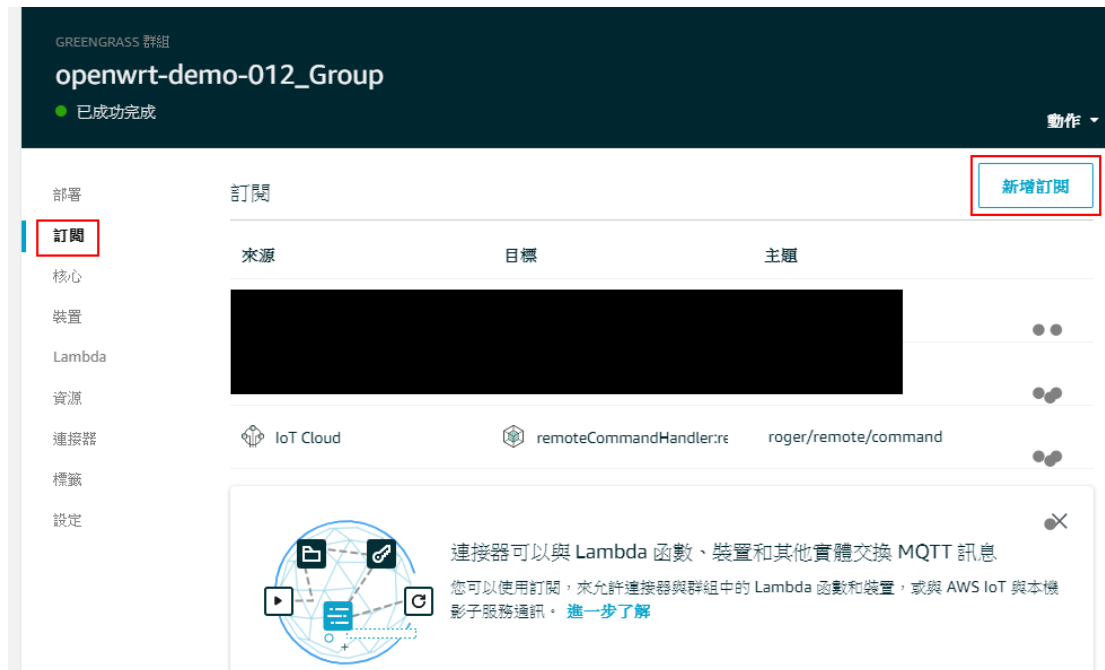 GREENGRASS 群組
openwrt-demo-012_Group
已成功完成
動作
部署
訂閱
新增訂閱
訂閱
來源 目標 主題
核心
裝置
Lambda
資源
連接器
IoT Cloud remoteCommandHandler:re roger/remote/command
標籤
設定
連接器可以與 Lambda 函數、裝置和其他實體交換 MQTT 訊息
您可以使用訂閱，來允許連接器與群組中的 Lambda 函數和裝置，或與 AWS IoT 與本機
影子服務通訊。 進一步了解